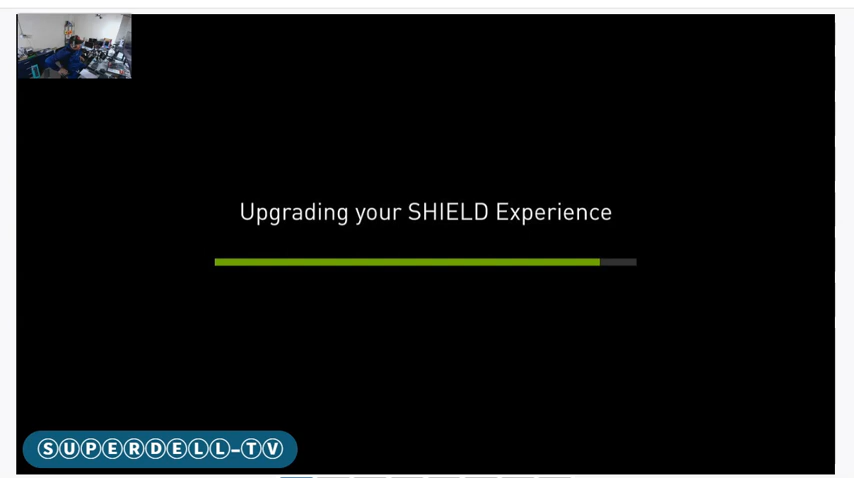 Upgrading your SHIELD Experience
ⓈⓊⓅⒺⓇⒹⒺⓁⓁ-ⓉⓋ